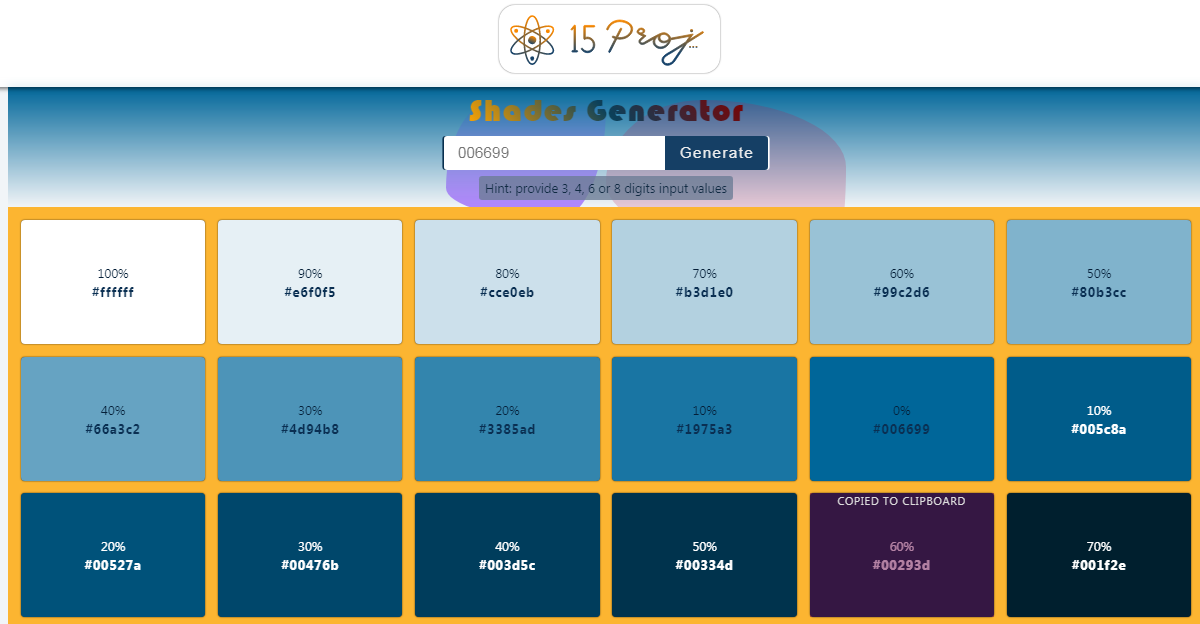 15 Proj...
Shades Generator
006699 Generate
Hint: provide 3, 4, 6 or 8 digits input values
100% 90% 80% 70% 60% 50%
#ffffff #e6f0f5 #cce0eb #b3d1e0 #99c2d6 #80b3cc
40% 30% 20% 10% 0% 10%
#66a3c2 #4d94b8 #3385ad #1975a3 #006699 #005c8a
COPIED TO CLIPBOARD
20% 30% 40% 50% 60% 70%
#00527a #00476b #003d5c #00334d #00293d #001f2e